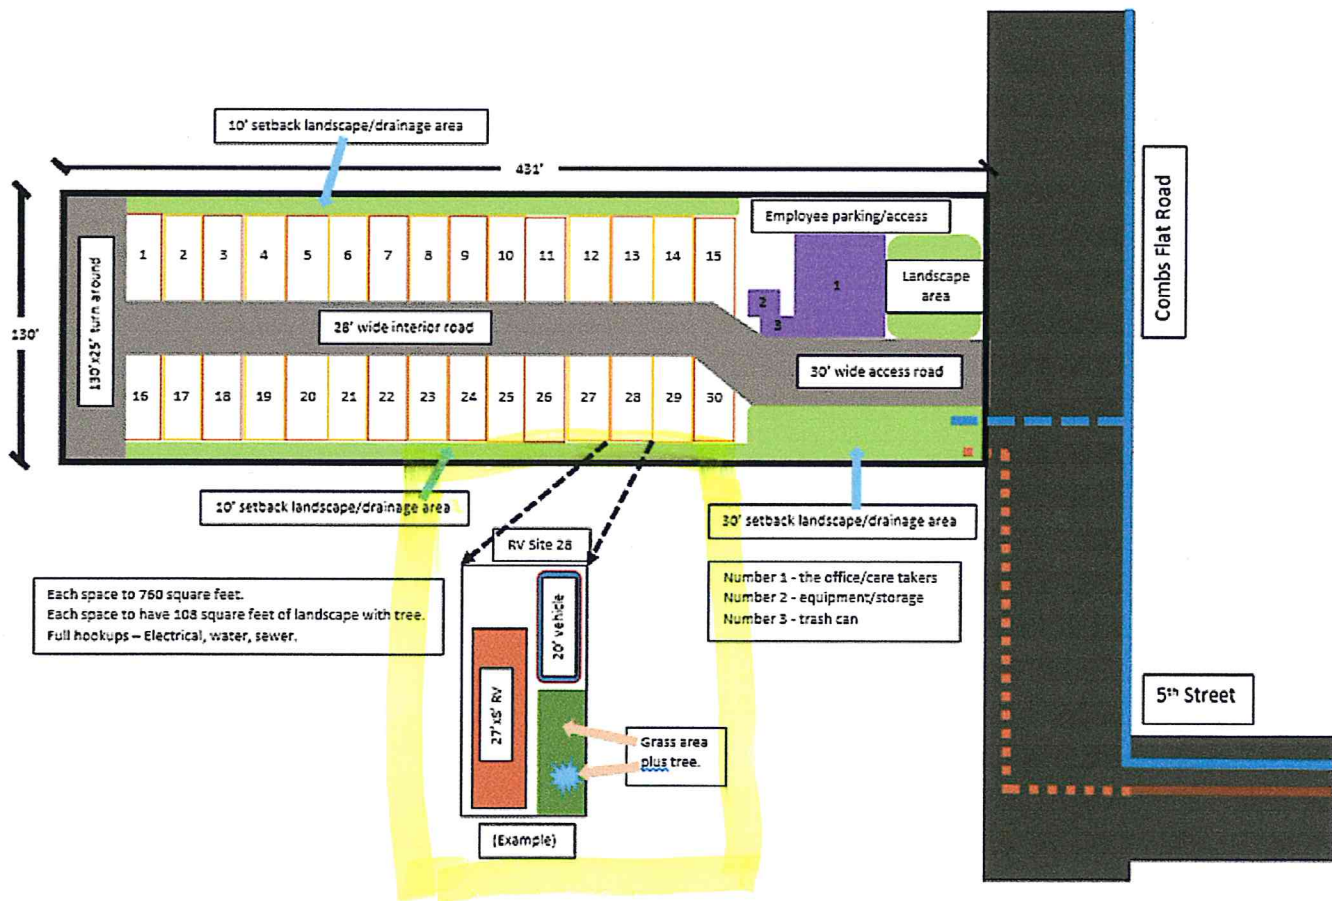 10' setback landscape/drainage area
431'
Combs Flat Road
Employee parking/access
130'
130'x25' turn around
1 2 3 4 5 6 7 8 9 10 11 12 13 14 15
1
2
3
Landscape
area
28' wide interior road
30' wide access road
16 17 18 19 20 21 22 23 24 25 26 27 28 29 30
10' setback landscape/drainage area
30' setback landscape/drainage area
RV Site 28
Each space to 760 square feet.
Each space to have 108 square feet of landscape with tree.
Full hookups – Electrical, water, sewer.
20' vehicle
27'x8' RV
Number 1 - the office/care takers
Number 2 - equipment/storage
Number 3 - trash can
5th Street
Grass area
plus tree.
(Example)